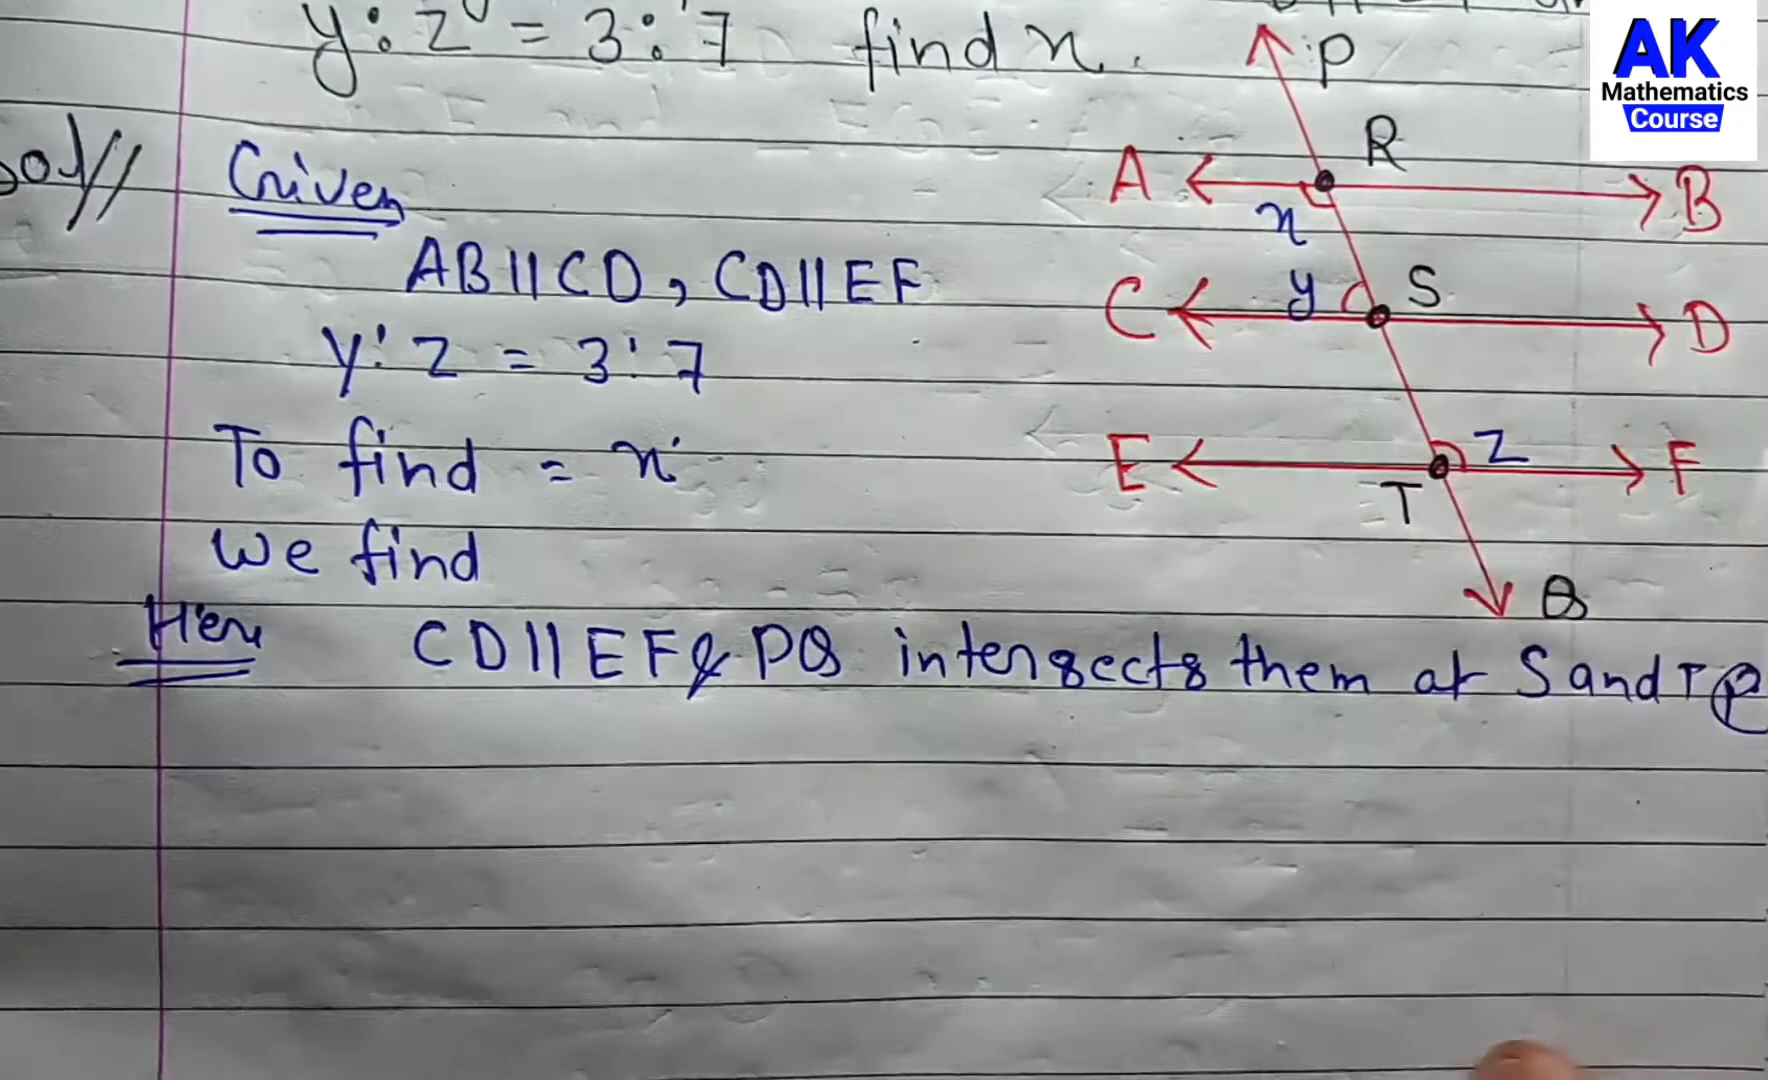 y:z = 3:7 find x.
AK
Mathematics
Course
P
R
Sol//
Given
A
B
x
AB||CD, CD||EF
C
y
S
D
y:z = 3:7
To find = x
E
z
F
T
We find
Q
Here CD||EF & PQ intersects them at S and T